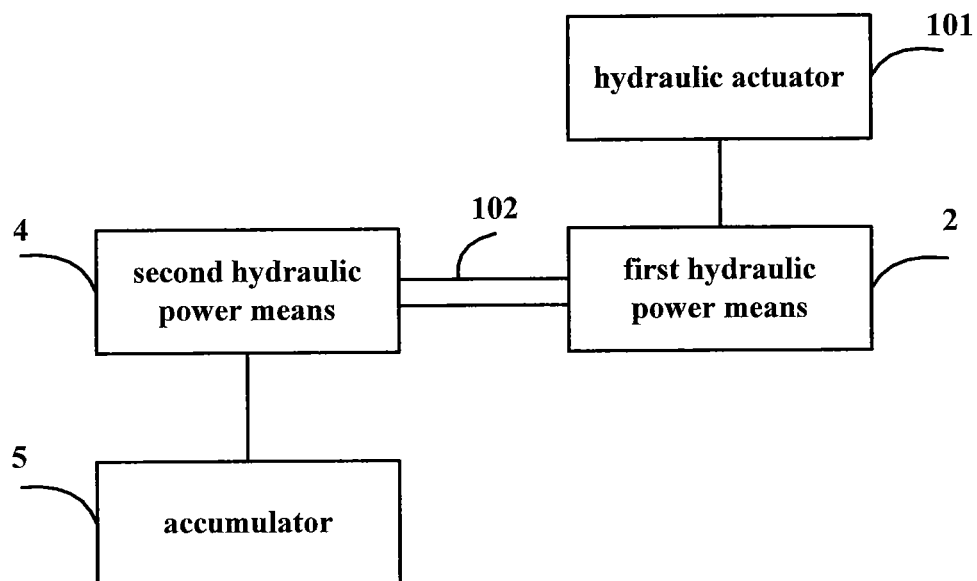 101
hydraulic actuator
102
4
2
second hydraulic
power means
first hydraulic
power means
5
accumulator